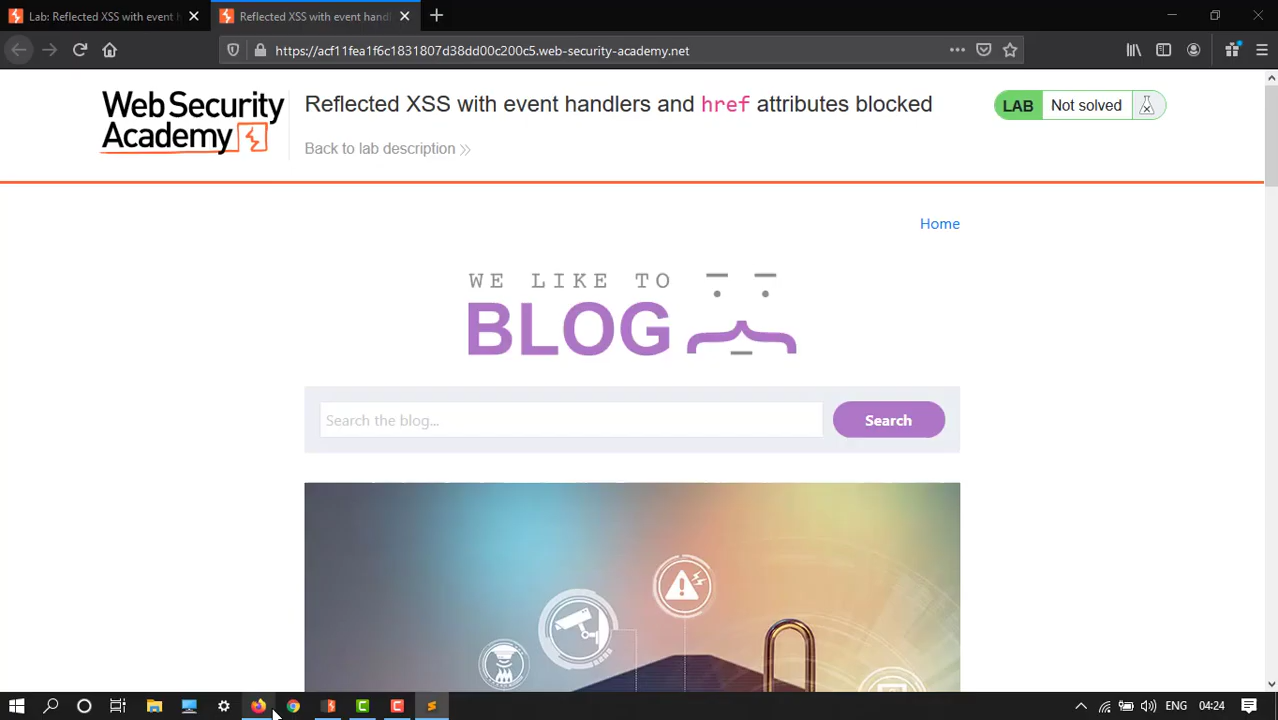 Lab: Reflected XSS with event h
Reflected XSS with event handl
https://acf11fea1f6c1831807d38dd00c200c5.web-security-academy.net
Web Security
Academy
Reflected XSS with event handlers and href attributes blocked
Back to lab description
LAB Not solved
Home
WE LIKE TO
BLOG
Search the blog...
Search
ENG 04:24